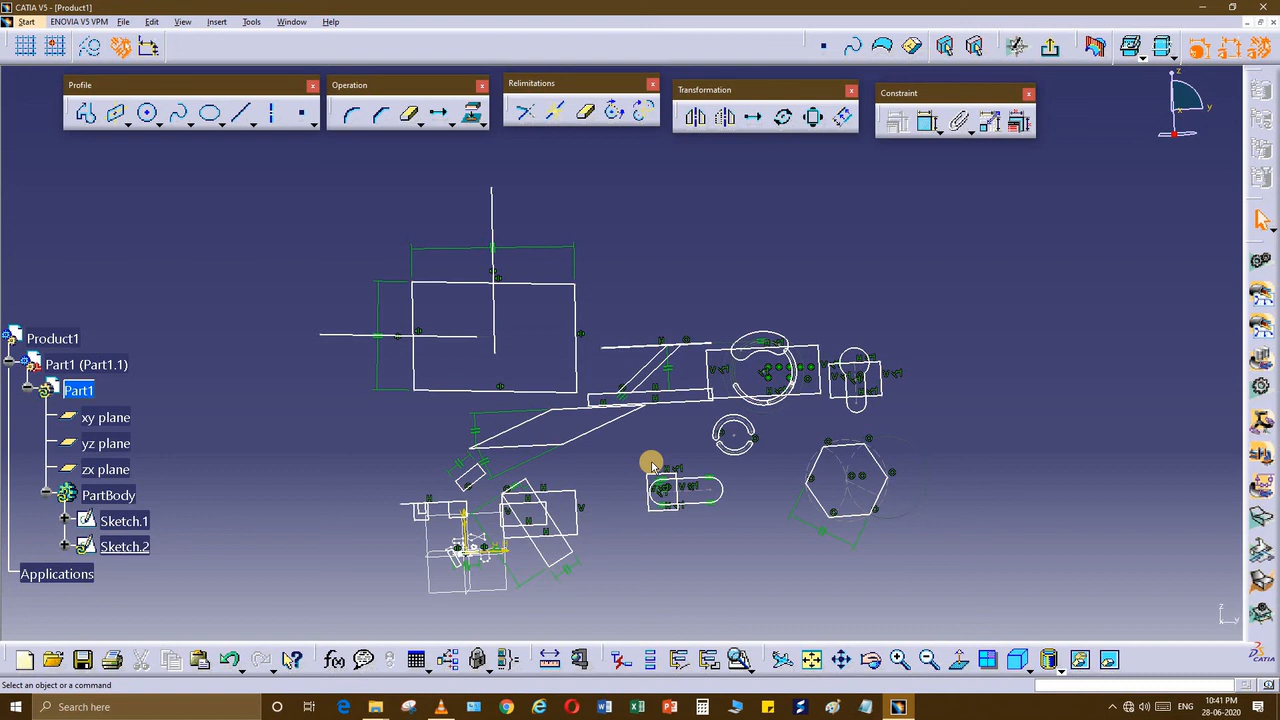 CATIA V5 - [Product1]
Start ENOVIA V5 VPM File Edit View Insert Tools Window Help
Profile
Operation
Relimitations
Transformation
Constraint
z
y
x
Product1
Part1 (Part1.1)
Part1
xy plane
yz plane
zx plane
PartBody
Sketch.1
Sketch.2
Applications
Select an object or a command
Search here
ENG
10:41 PM
28-06-2020